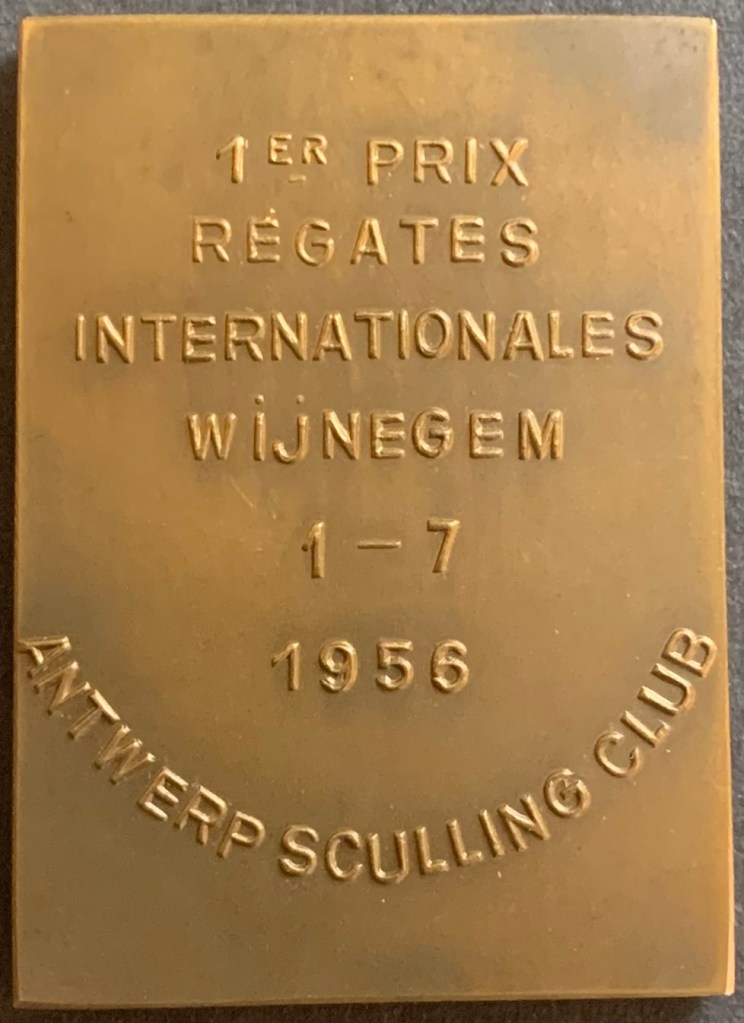 1ER PRIX
RÉGATES
INTERNATIONALES
WIJNEGEM
1 – 7
1956
ANTWERP SCULLING CLUB